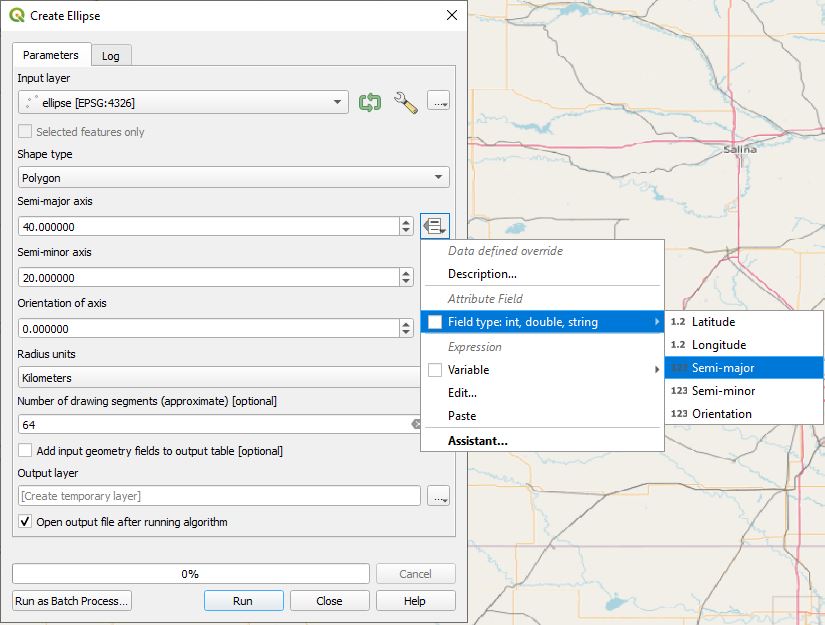 Create Ellipse
Parameters
Log
Input layer
ellipse [EPSG:4326]
...
Selected features only
Shape type
Polygon
Semi-major axis
40.000000
Semi-minor axis
20.000000
Orientation of axis
0.000000
Radius units
Kilometers
Number of drawing segments (approximate) [optional]
64
Add input geometry fields to output table [optional]
Output layer
[Create temporary layer]
...
Open output file after running algorithm
0%
Cancel
Run as Batch Process...
Run
Close
Help
Data defined override
Description...
Attribute Field
Field type: int, double, string
Expression
Variable
Edit...
Paste
Assistant...
1.2 Latitude
1.2 Longitude
123 Semi-major
123 Semi-minor
123 Orientation
Salina